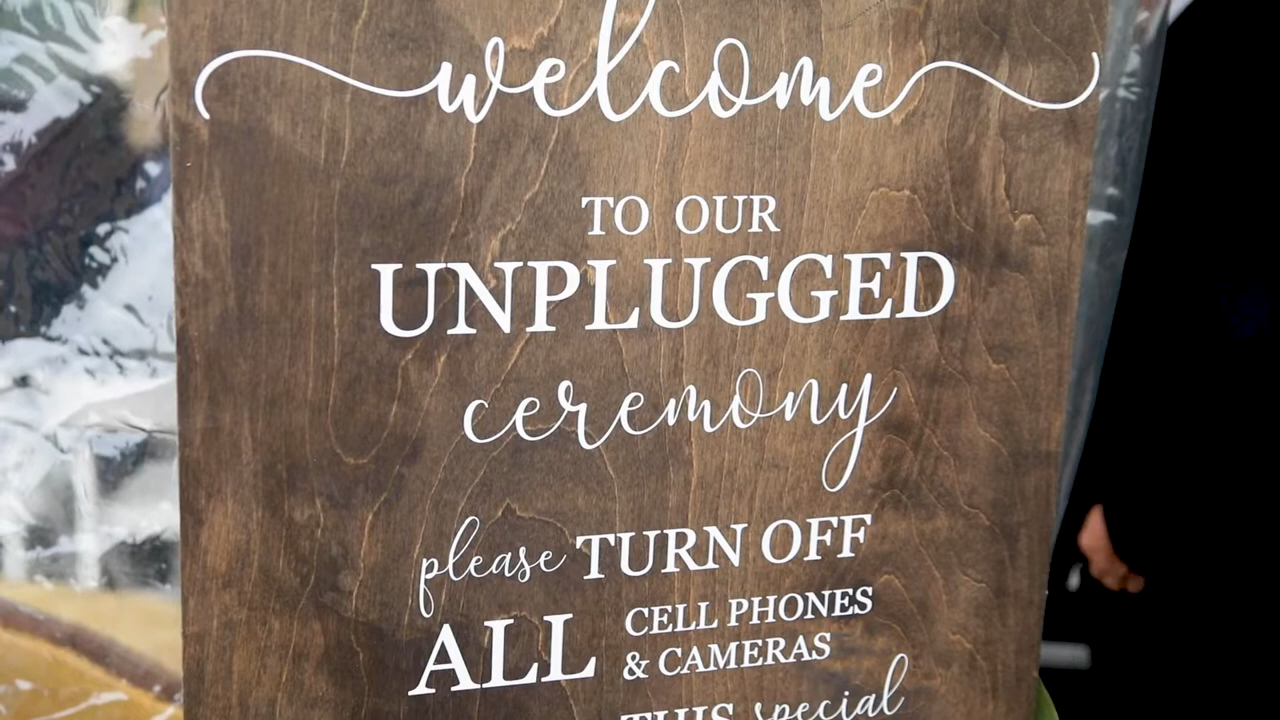 welcome
TO OUR
UNPLUGGED
ceremony
please TURN OFF
ALL CELL PHONES
& CAMERAS
THIS special